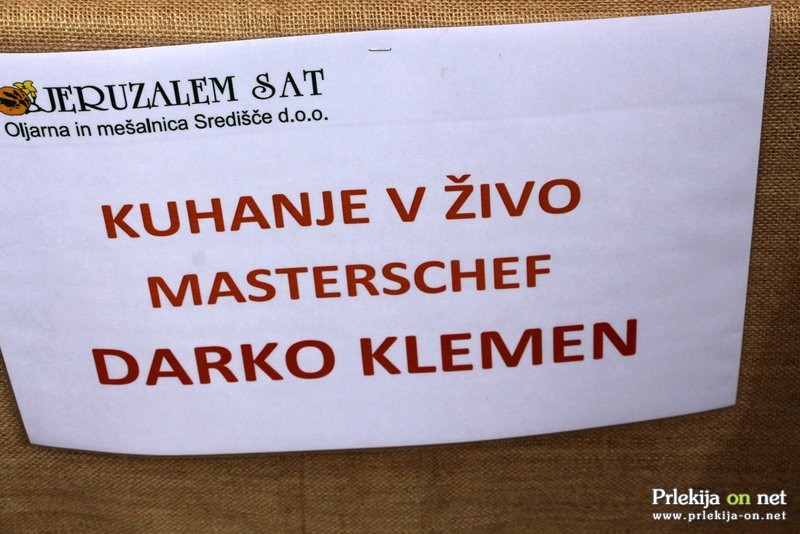 JERUZALEM SAT
Oljarna in mešalnica Središče d.o.o.
KUHANJE V ŽIVO
MASTERSCHEF
DARKO KLEMEN
Prlekija on net
www.prlekija-on.net